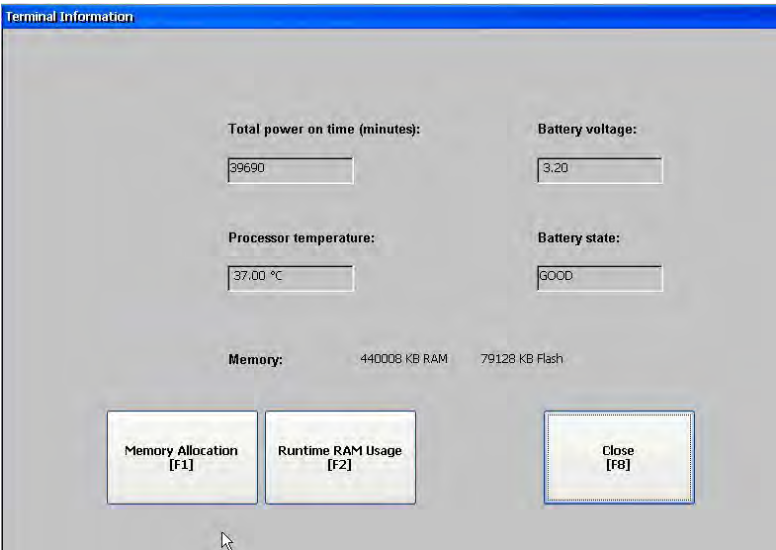 Terminal Information
Total power on time (minutes):
Battery voltage:
39690
3.20
Processor temperature:
Battery state:
37.00 °C
GOOD
Memory:
440008 KB RAM
79128 KB Flash
Memory Allocation
[F1]
Runtime RAM Usage
[F2]
Close
[F8]